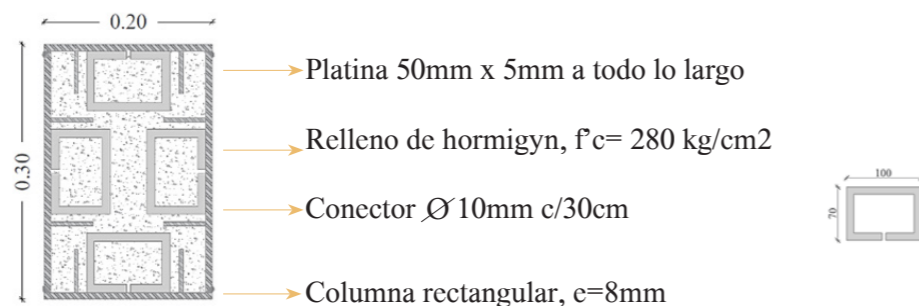 0.20
0.30
Platina 50mm x 5mm a todo lo largo
Relleno de hormigyn, f'c= 280 kg/cm2
Conector Ø 10mm c/30cm
Columna rectangular, e=8mm
100
70